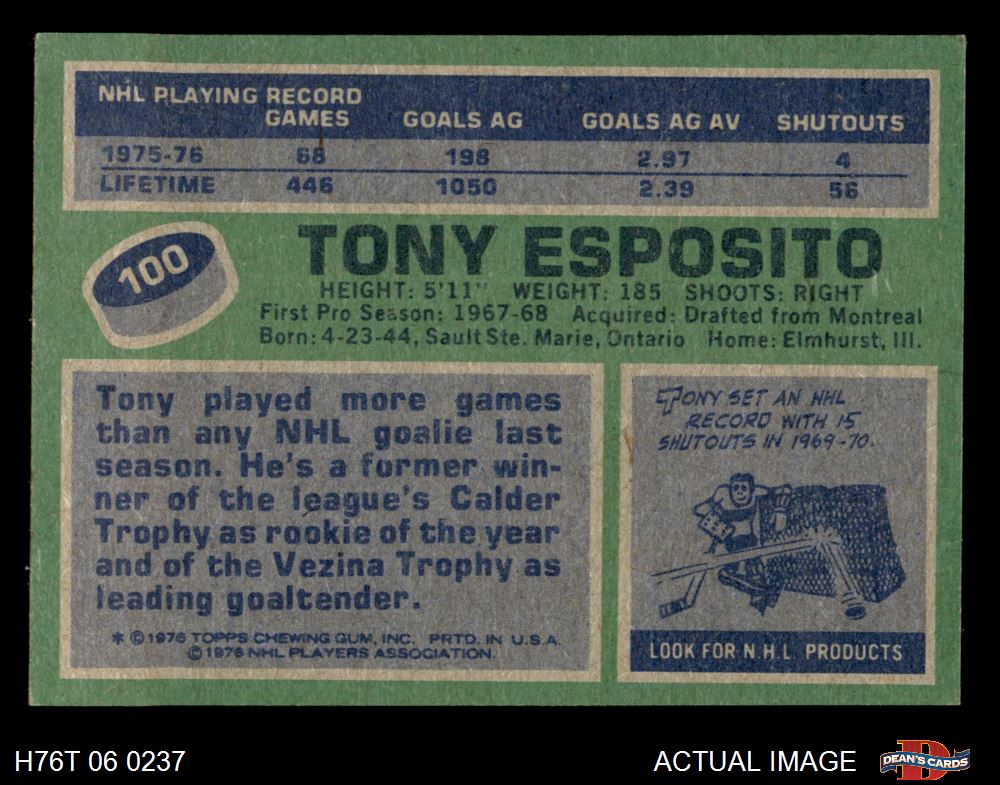 NHL PLAYING RECORD
GAMES GOALS AG GOALS AG AV SHUTOUTS
1975-76 68 198 2.97 4
LIFETIME 446 1050 2.39 56
100
TONY ESPOSITO
HEIGHT: 5'11" WEIGHT: 185 SHOOTS: RIGHT
First Pro Season: 1967-68 Acquired: Drafted from Montreal
Born: 4-23-44, Sault Ste. Marie, Ontario Home: Elmhurst, Ill.
Tony played more games
than any NHL goalie last
season. He's a former win-
ner of the league's Calder
Trophy as rookie of the year
and of the Vezina Trophy as
leading goaltender.
* © 1976 TOPPS CHEWING GUM, INC. PRTD. IN U.S.A.
© 1976 NHL PLAYERS ASSOCIATION.
TONY SET AN NHL
RECORD WITH 15
SHUTOUTS IN 1969-70.
LOOK FOR N.H.L. PRODUCTS
H76T 06 0237
ACTUAL IMAGE
D
DEAN'S CARDS